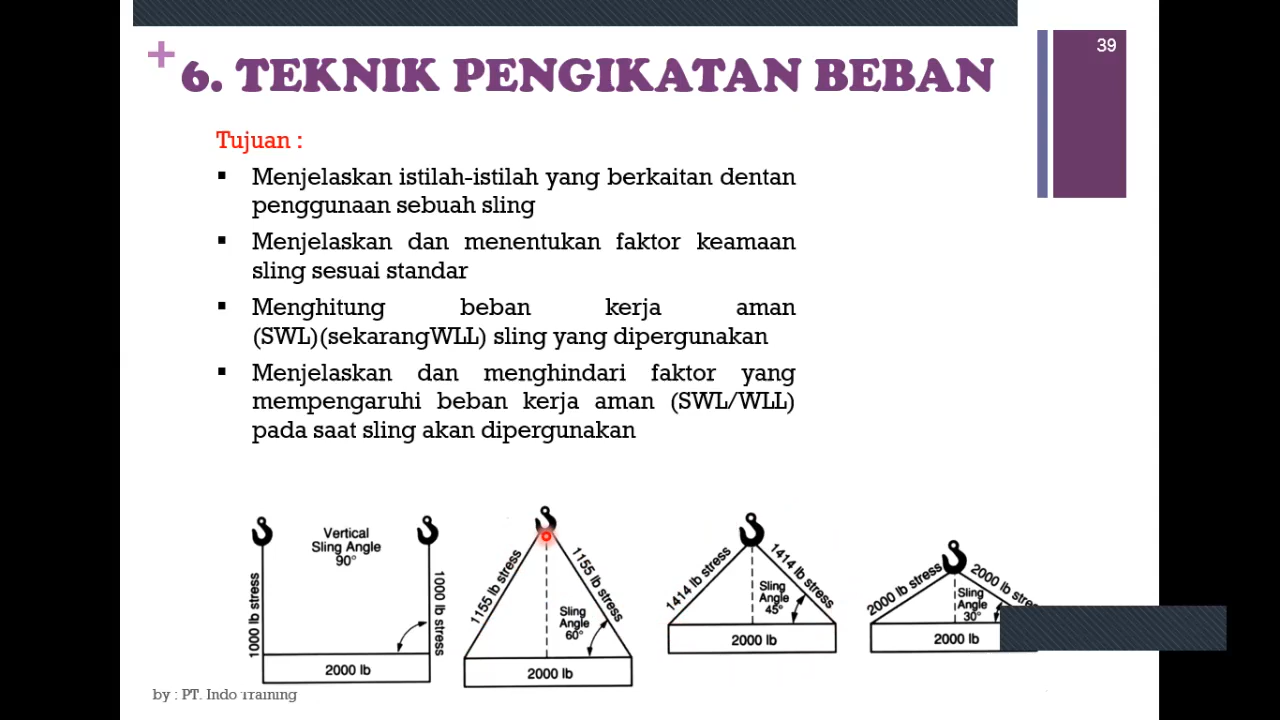 39
+
6. TEKNIK PENGIKATAN BEBAN
Tujuan :
▪ Menjelaskan istilah-istilah yang berkaitan dentan
penggunaan sebuah sling
▪ Menjelaskan dan menentukan faktor keamaan
sling sesuai standar
▪ Menghitung beban kerja aman
(SWL)(sekarangWLL) sling yang dipergunakan
▪ Menjelaskan dan menghindari faktor yang
mempengaruhi beban kerja aman (SWL/WLL)
pada saat sling akan dipergunakan
Vertical
Sling Angle
90°
1000 lb stress
1000 lb stress
2000 lb
1155 lb stress
1155 lb stress
Sling
Angle
60°
2000 lb
1414 lb stress
1414 lb stress
Sling
Angle
45°
2000 lb
2000 lb stress
2000 lb
Sling
Angle
30°
2000 lb
by : PT. Indo Training